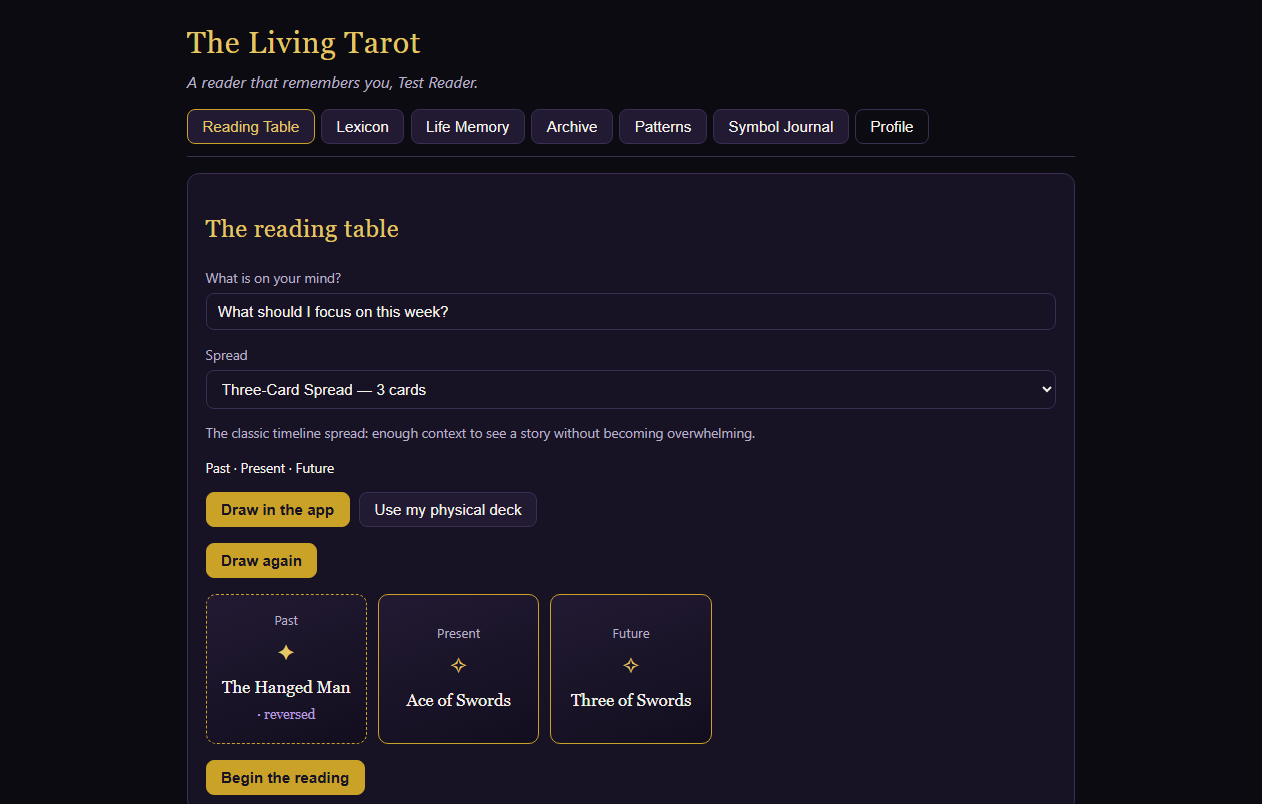 The Living Tarot
A reader that remembers you, Test Reader.
Reading Table Lexicon Life Memory Archive Patterns Symbol Journal Profile
The reading table
What is on your mind?
What should I focus on this week?
Spread
Three-Card Spread — 3 cards
The classic timeline spread: enough context to see a story without becoming overwhelming.
Past · Present · Future
Draw in the app Use my physical deck
Draw again
Past
The Hanged Man
· reversed
Present
Ace of Swords
Future
Three of Swords
Begin the reading